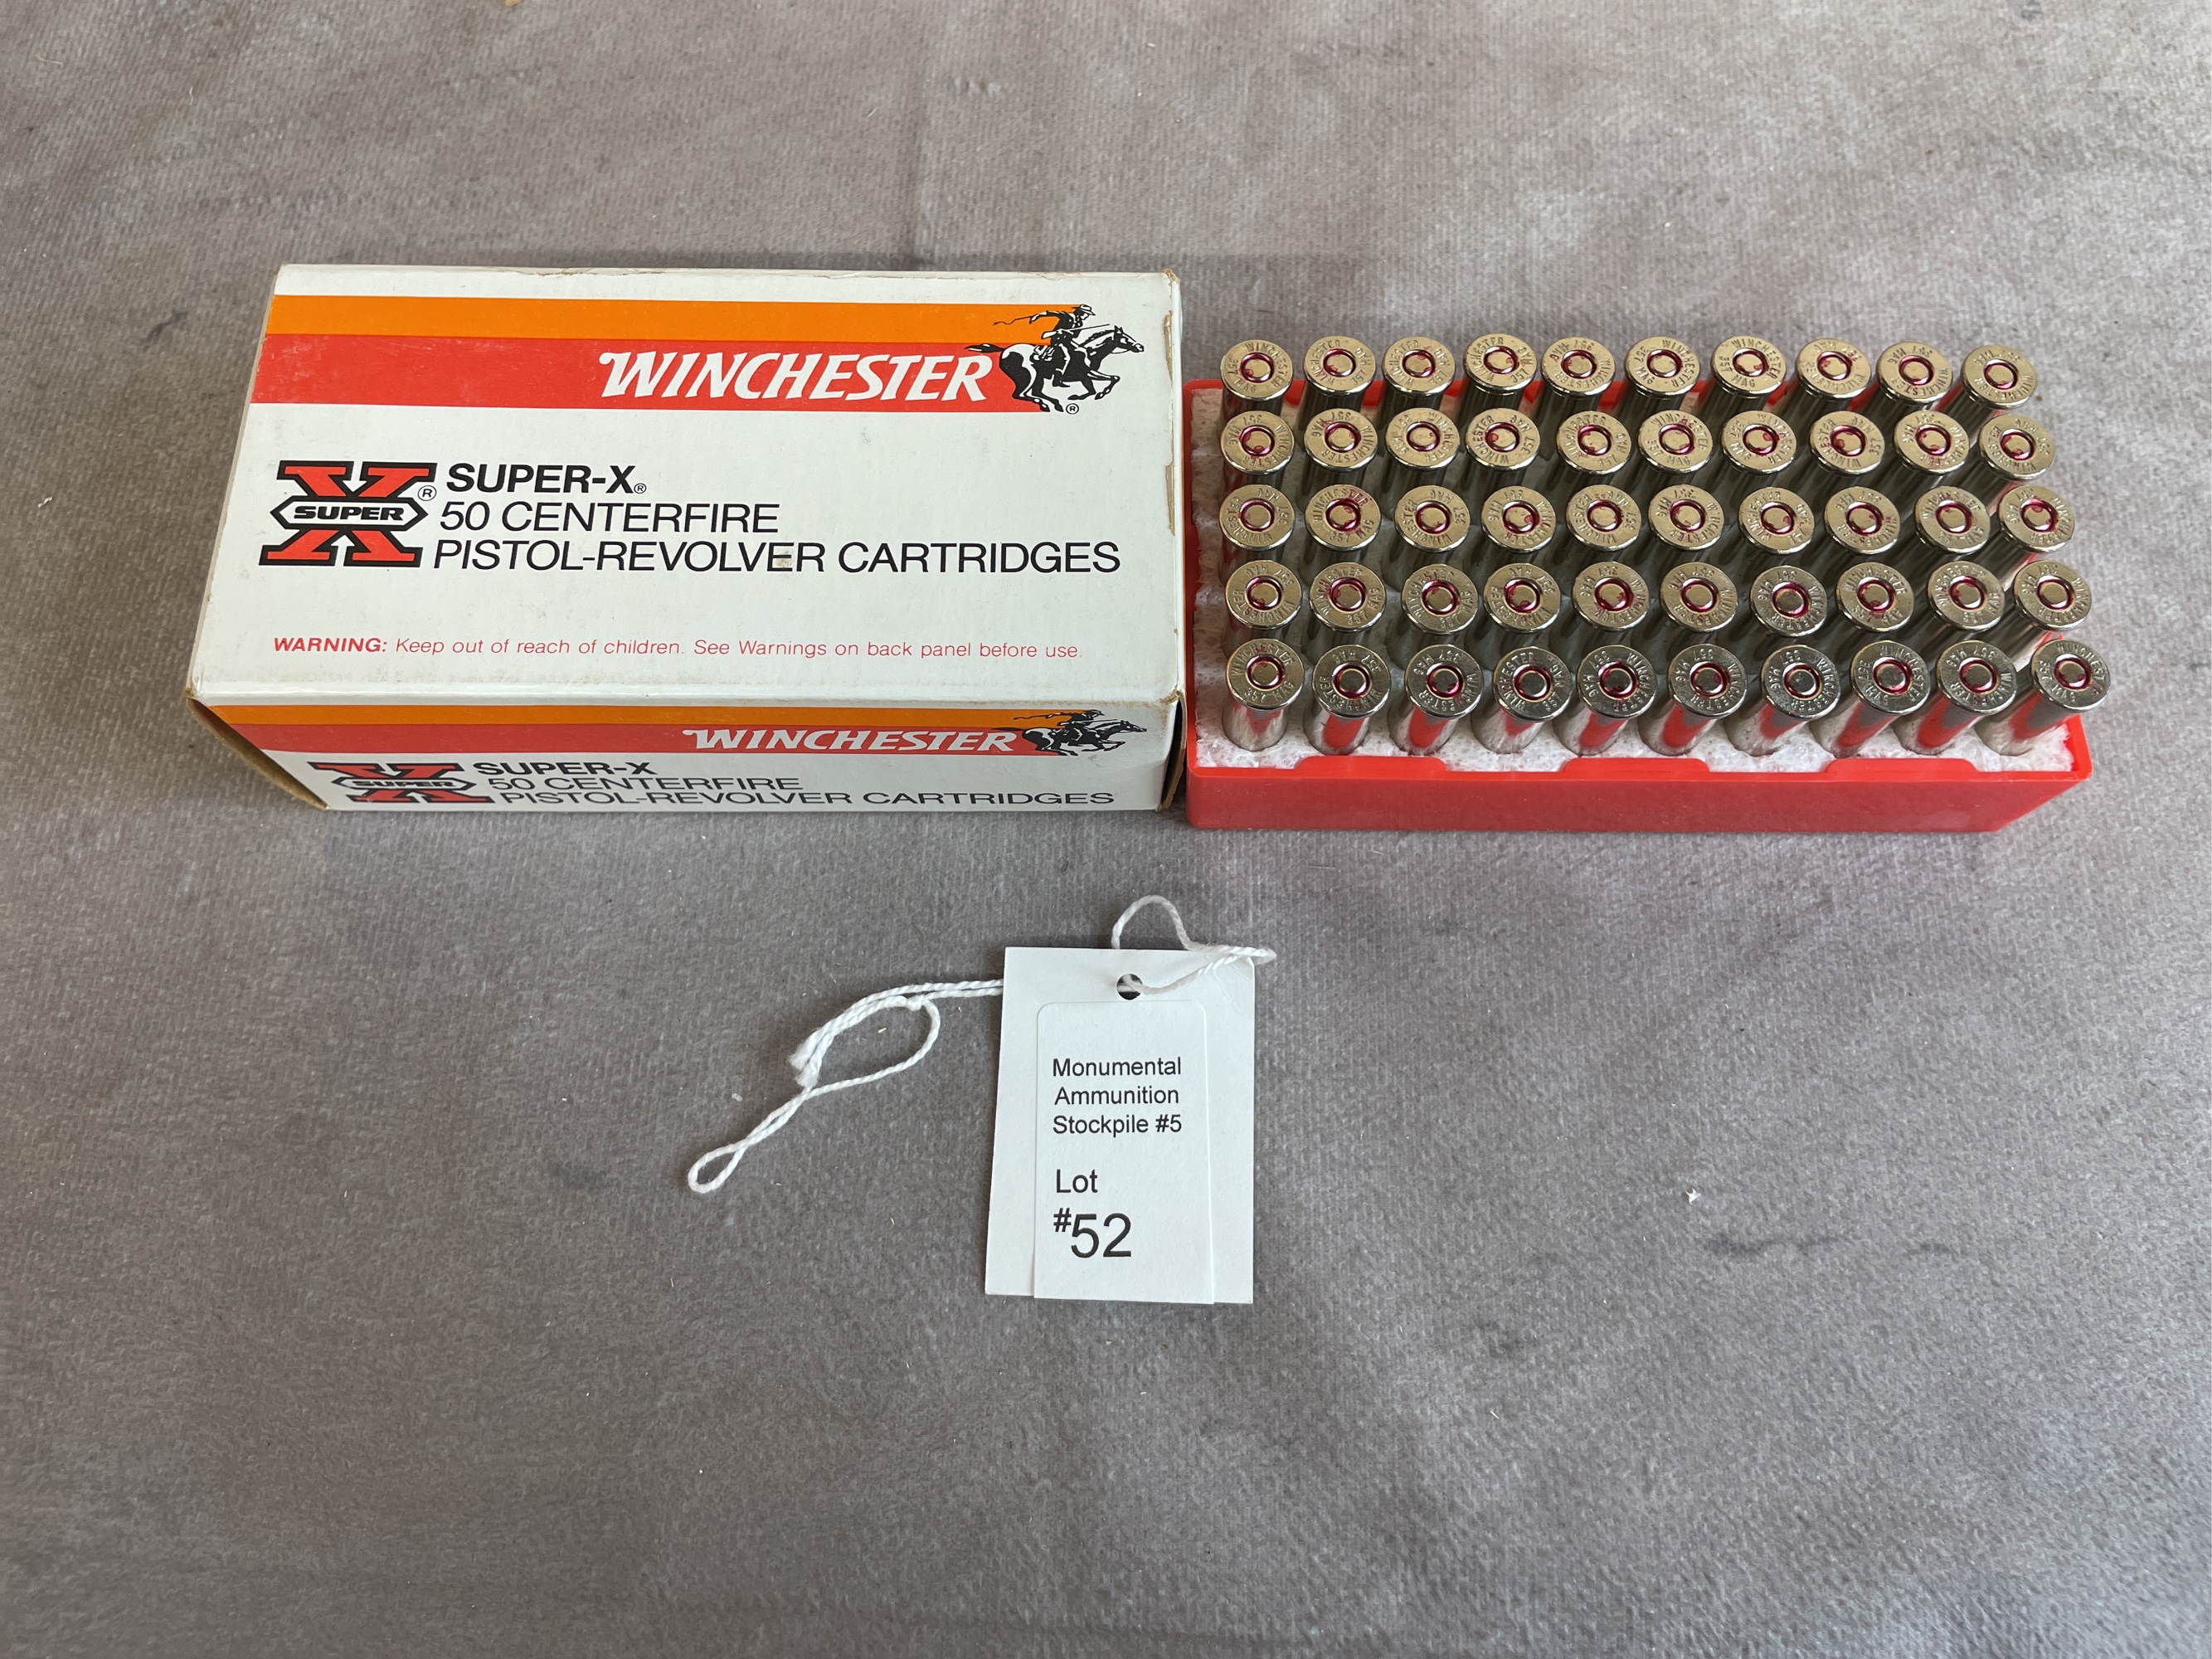 WINCHESTER
®
X SUPER ®
SUPER-X®
50 CENTERFIRE
PISTOL-REVOLVER CARTRIDGES
WARNING: Keep out of reach of children. See Warnings on back panel before use.
WINCHESTER
X SUPER
SUPER-X
50 CENTERFIRE
PISTOL-REVOLVER CARTRIDGES
Monumental
Ammunition
Stockpile #5
Lot
#52